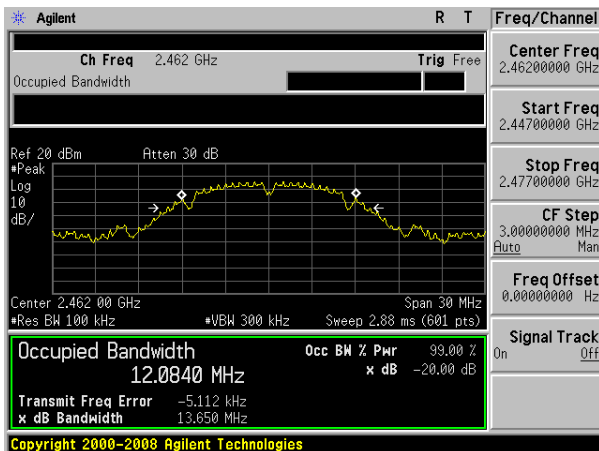 Agilent R T
Ch Freq 2.462 GHz Trig Free
Occupied Bandwidth
Ref 20 dBm Atten 30 dB
#Peak
Log
10
dB/
Center 2.462 00 GHz Span 30 MHz
#Res BW 100 kHz #VBW 300 kHz Sweep 2.88 ms (601 pts)
Occupied Bandwidth Occ BW % Pwr 99.00 %
12.0840 MHz x dB -20.00 dB
Transmit Freq Error -5.112 kHz
x dB Bandwidth 13.650 MHz
Copyright 2000-2008 Agilent Technologies
Freq/Channel
Center Freq
2.46200000 GHz
Start Freq
2.44700000 GHz
Stop Freq
2.47700000 GHz
CF Step
3.00000000 MHz
Auto Man
Freq Offset
0.00000000 Hz
Signal Track
On Off